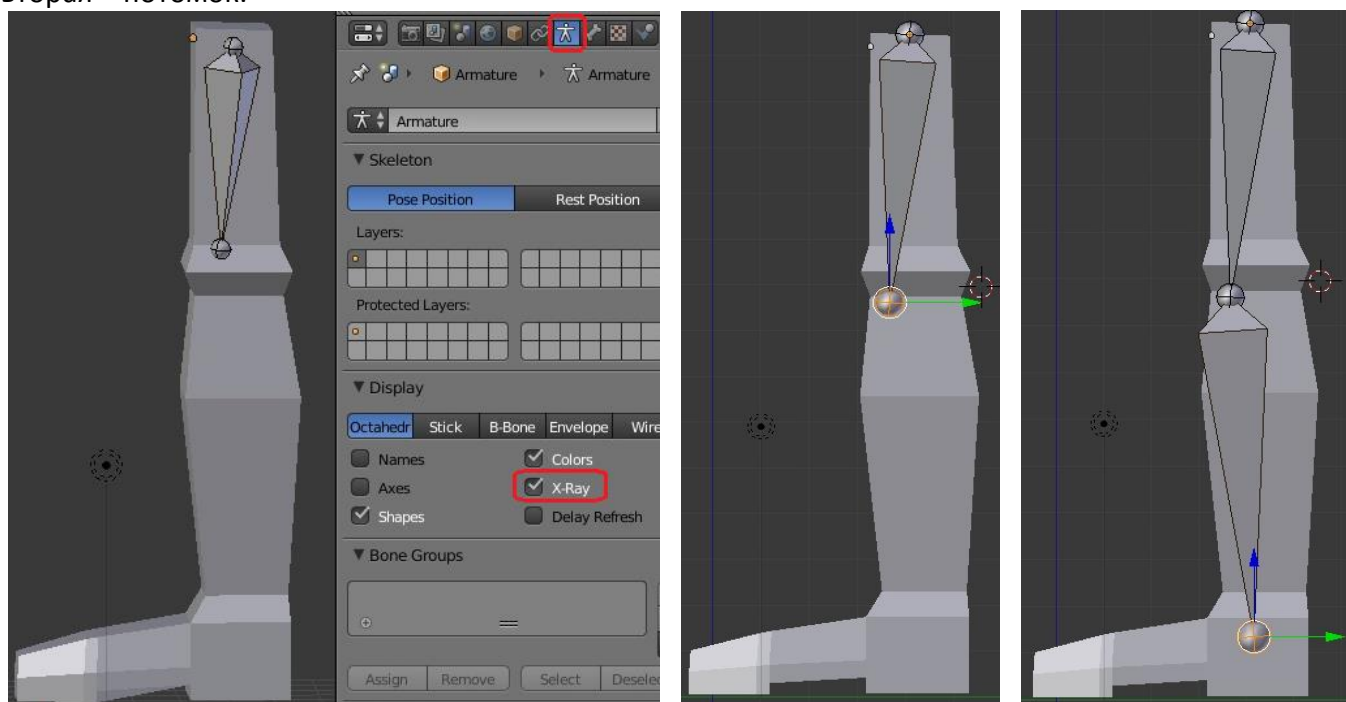 Вторая – потомок.
Armature Armature
Armature
Skeleton
Pose Position Rest Position
Layers:
Protected Layers:
Display
Octahedr Stick B-Bone Envelope Wire
Names Colors
Axes X-Ray
Shapes Delay Refresh
Bone Groups
Assign Remove Select Deselec